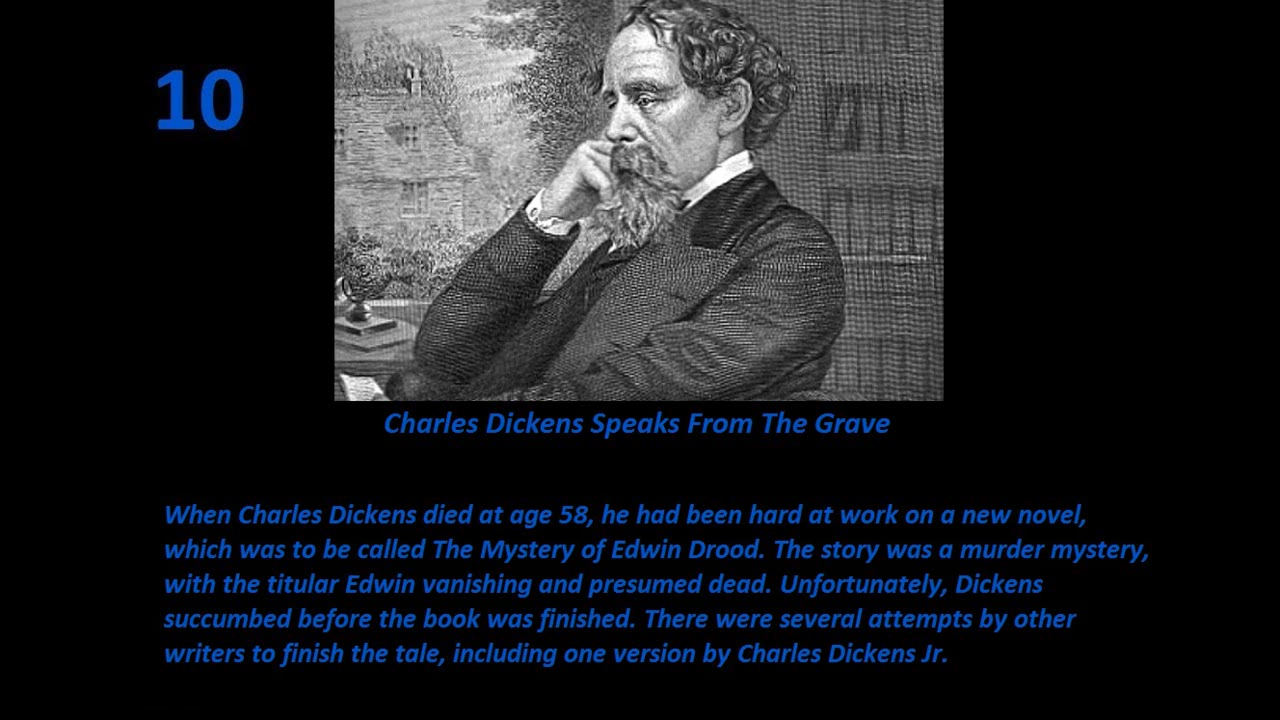 10
Charles Dickens Speaks From The Grave
When Charles Dickens died at age 58, he had been hard at work on a new novel,
which was to be called The Mystery of Edwin Drood. The story was a murder mystery,
with the titular Edwin vanishing and presumed dead. Unfortunately, Dickens
succumbed before the book was finished. There were several attempts by other
writers to finish the tale, including one version by Charles Dickens Jr.